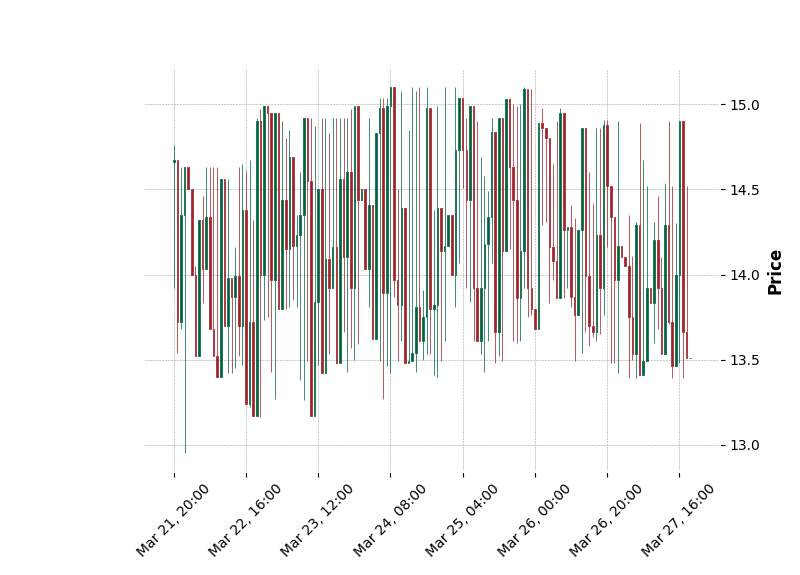 15.0
14.5
14.0
13.5
13.0
Price
Mar 21, 20:00
Mar 22, 16:00
Mar 23, 12:00
Mar 24, 08:00
Mar 25, 04:00
Mar 26, 00:00
Mar 26, 20:00
Mar 27, 16:00